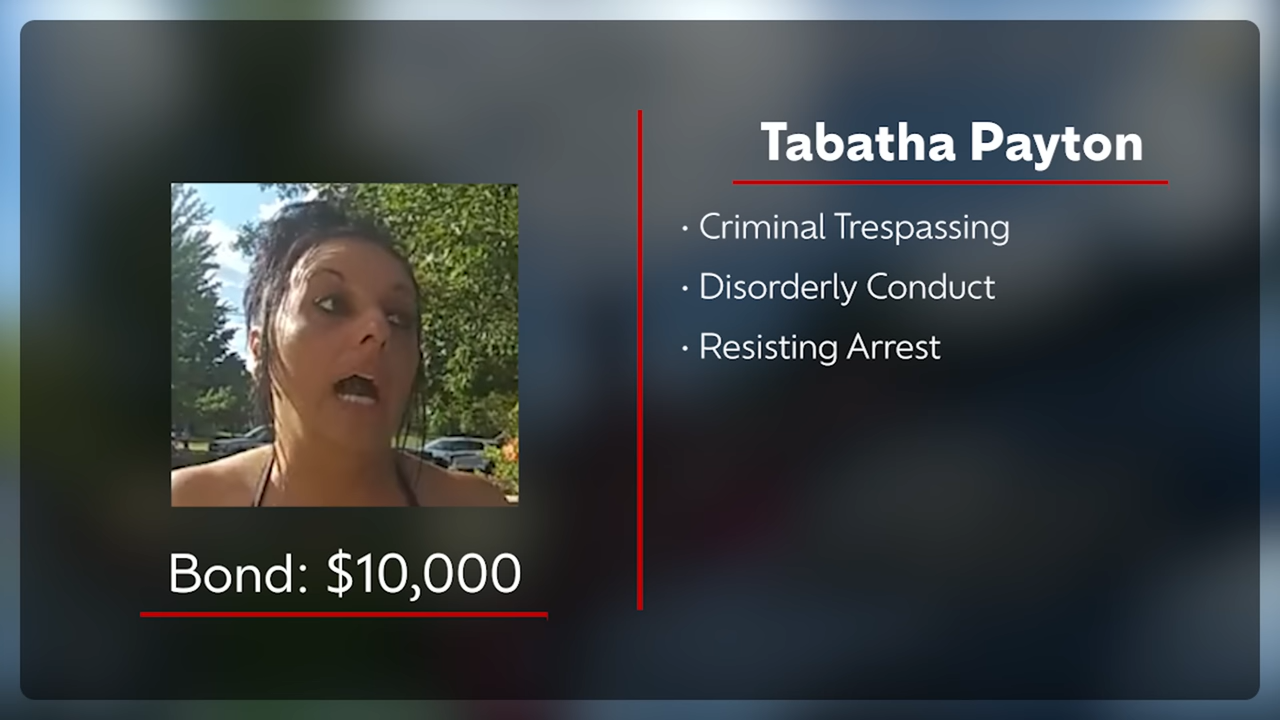 Tabatha Payton
· Criminal Trespassing
· Disorderly Conduct
· Resisting Arrest
Bond: $10,000